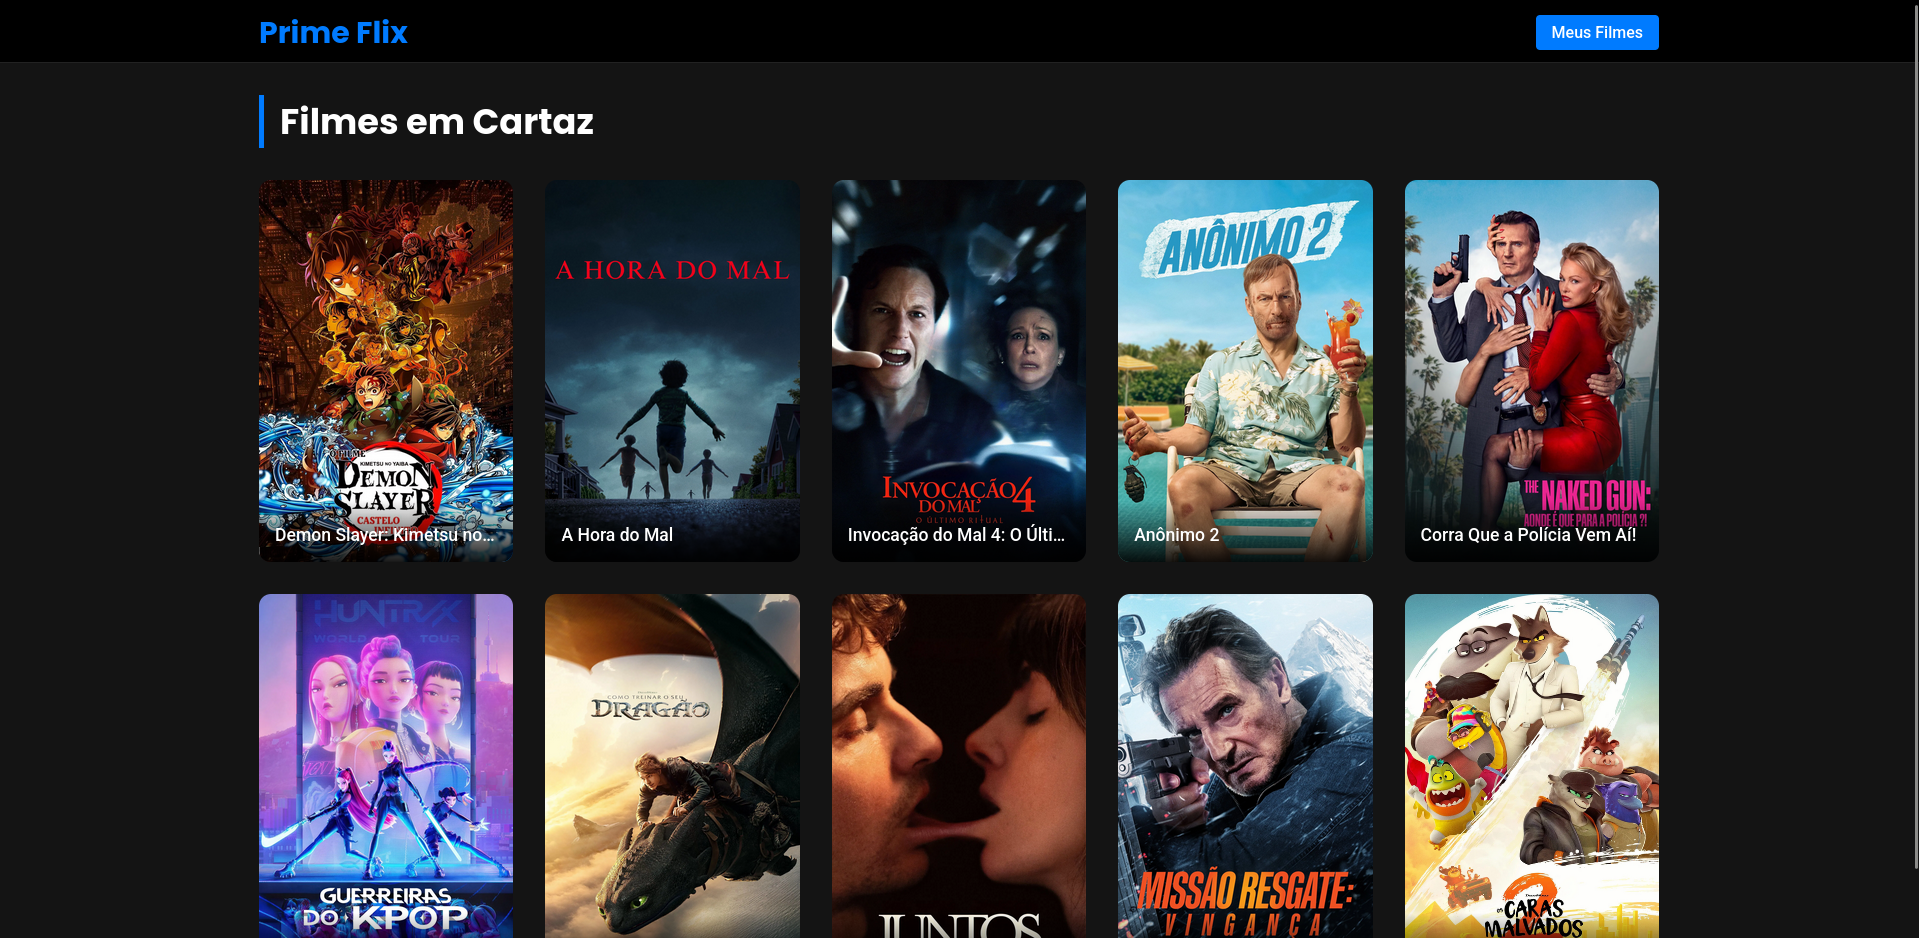 Prime Flix
Meus Filmes
Filmes em Cartaz
O FILME
KIMETSU NO YAIBA
DEMON
SLAYER
CASTELO
Demon Slayer: Kimetsu no...
A HORA DO MAL
A Hora do Mal
INVOCAÇÃO 4
DO MAL
O ÚLTIMO RITUAL
Invocação do Mal 4: O Últi...
ANÔNIMO 2
Anônimo 2
THE NAKED GUN:
AONDE É QUE PARA A POLÍCIA ?!
Corra Que a Polícia Vem Aí!
HUNTR/X
WORLD TOUR
GUERREIRAS
DO KPOP
COMO TREINAR O SEU
DRAGÃO
JUNTOS
MISSÃO RESGATE:
VINGANÇA
OS
CARAS
MALVADOS
2